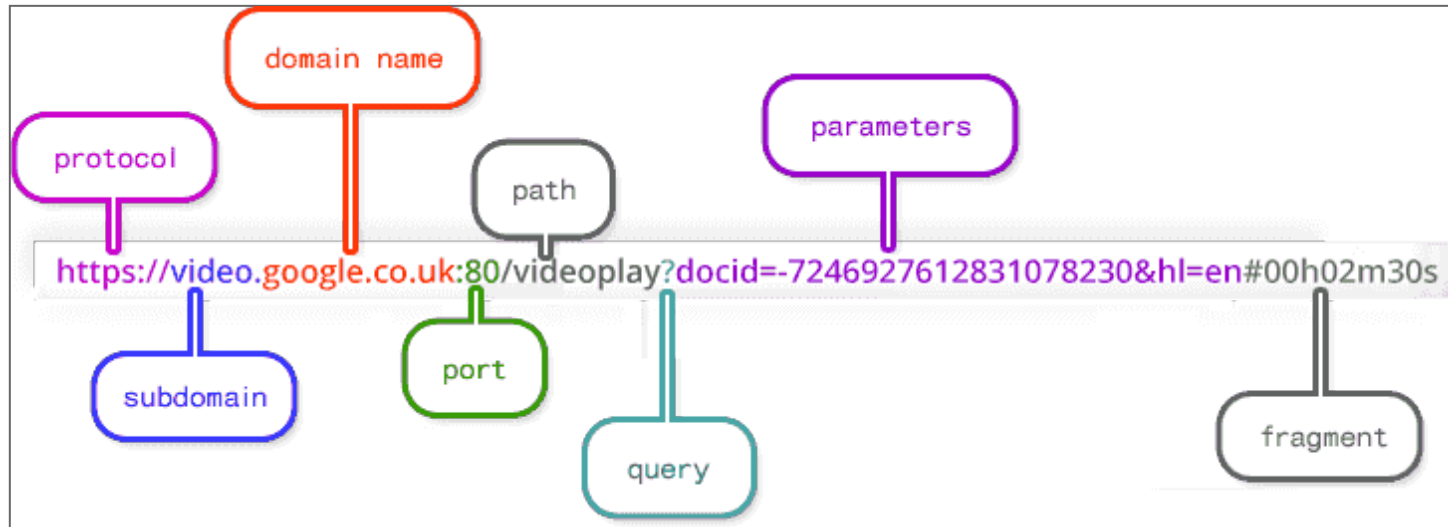 domain name
protocol
parameters
path
https://video.google.co.uk:80/videoplay?docid=-7246927612831078230&hl=en#00h02m30s
subdomain
port
query
fragment